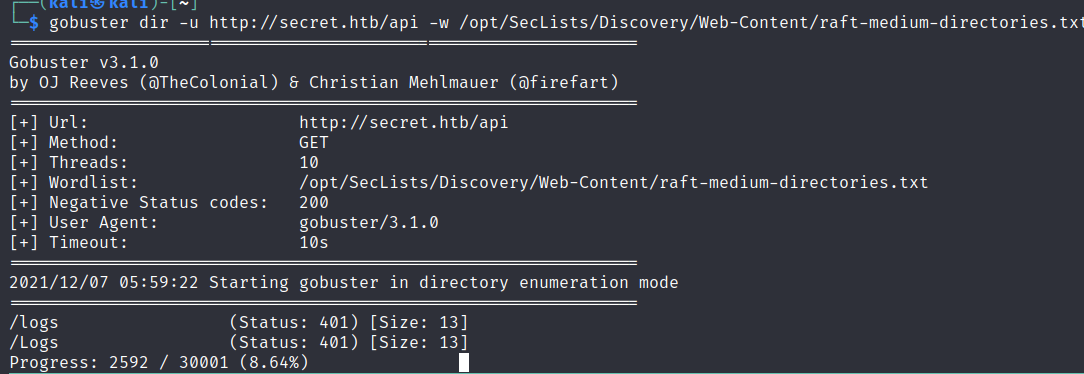 ┌──(kali㉿kali)-[~]
└─$ gobuster dir -u http://secret.htb/api -w /opt/SecLists/Discovery/Web-Content/raft-medium-directories.txt
===============================================================
Gobuster v3.1.0
by OJ Reeves (@TheColonial) & Christian Mehlmauer (@firefart)
===============================================================
[+] Url:                     http://secret.htb/api
[+] Method:                  GET
[+] Threads:                 10
[+] Wordlist:                /opt/SecLists/Discovery/Web-Content/raft-medium-directories.txt
[+] Negative Status codes:   200
[+] User Agent:              gobuster/3.1.0
[+] Timeout:                 10s
===============================================================
2021/12/07 05:59:22 Starting gobuster in directory enumeration mode
===============================================================
/logs                 (Status: 401) [Size: 13]
/Logs                 (Status: 401) [Size: 13]
Progress: 2592 / 30001 (8.64%)